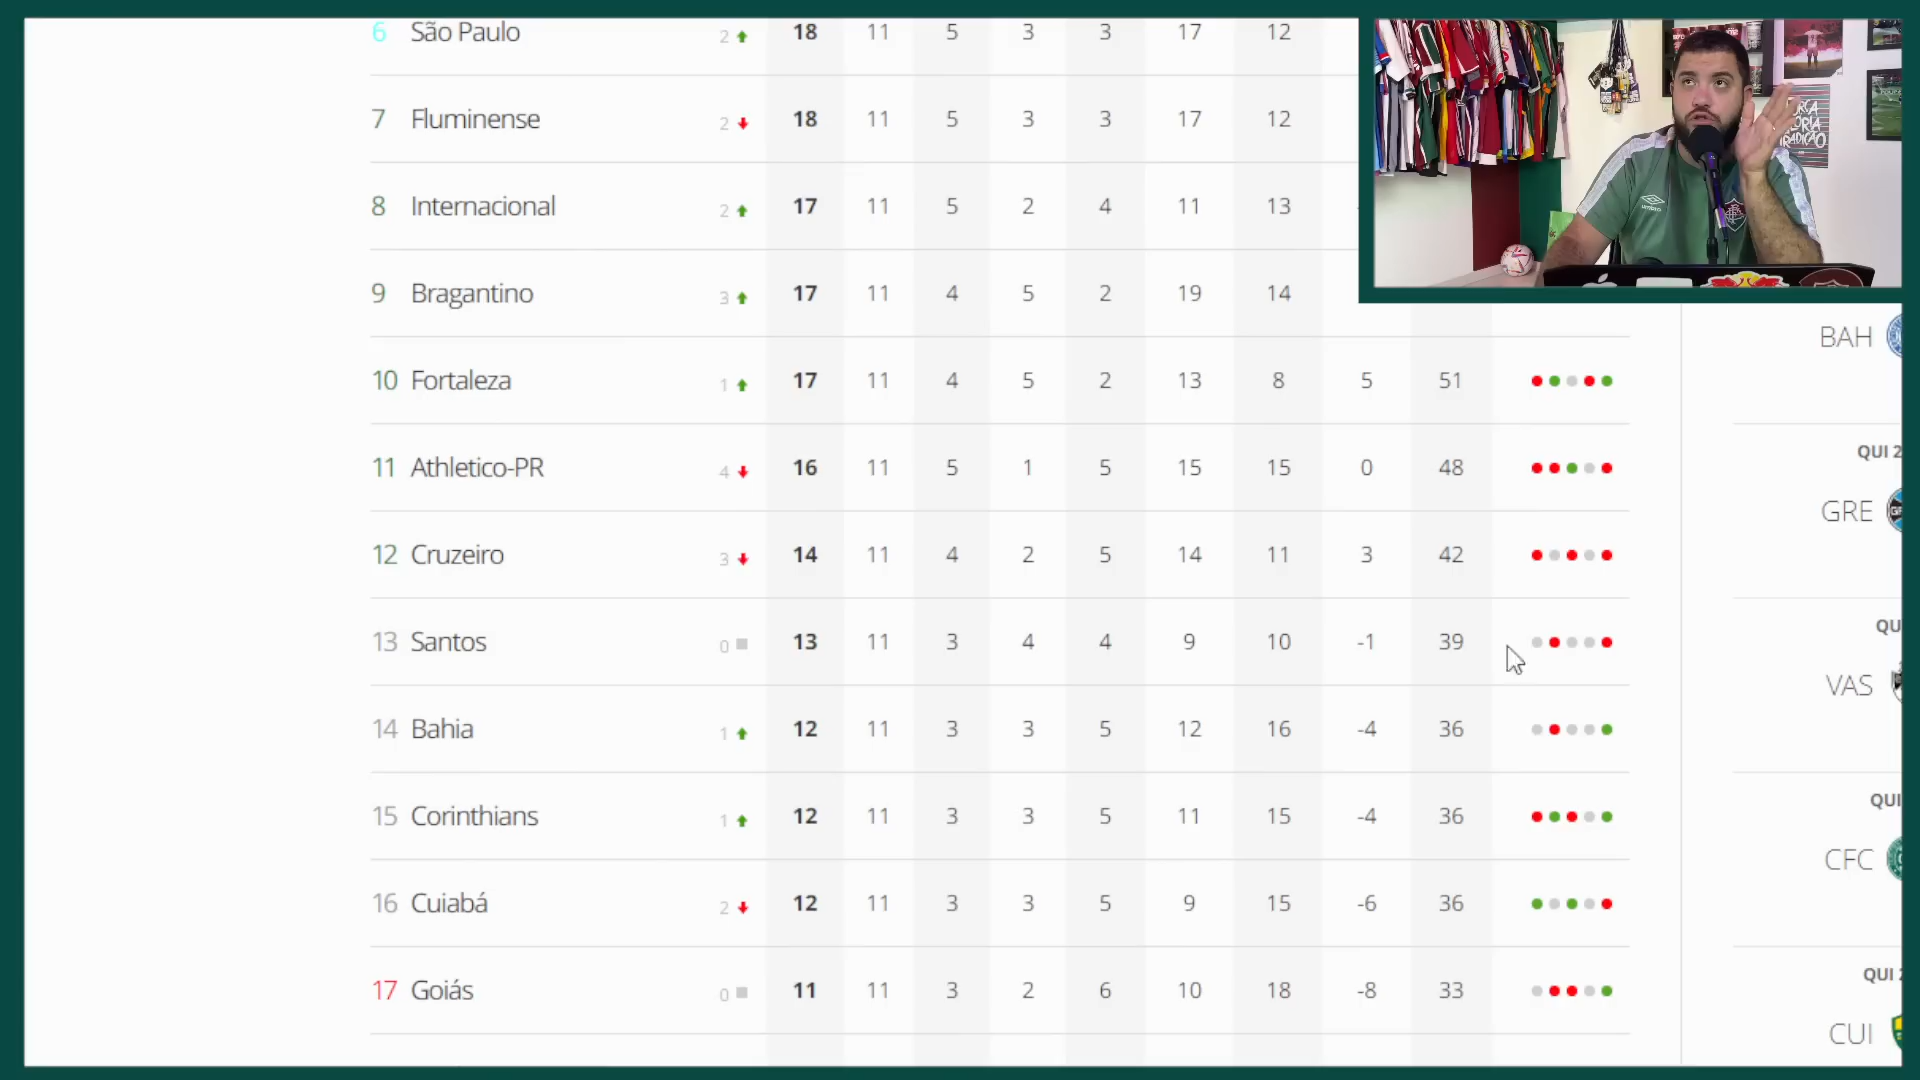 6 São Paulo 2 18 11 5 3 3 17 12
7 Fluminense 2 18 11 5 3 3 17 12
8 Internacional 2 17 11 5 2 4 11 13
9 Bragantino 3 17 11 4 5 2 19 14
10 Fortaleza 1 17 11 4 5 2 13 8 5 51
11 Athletico-PR 4 16 11 5 1 5 15 15 0 48
12 Cruzeiro 3 14 11 4 2 5 14 11 3 42
13 Santos 0 13 11 3 4 4 9 10 -1 39
14 Bahia 1 12 11 3 3 5 12 16 -4 36
15 Corinthians 1 12 11 3 3 5 11 15 -4 36
16 Cuiabá 2 12 11 3 3 5 9 15 -6 36
17 Goiás 0 11 11 3 2 6 10 18 -8 33
BAH
QUI 2
GRE
QU
VAS
QUI
CFC
QUI 2
CUI
umbro